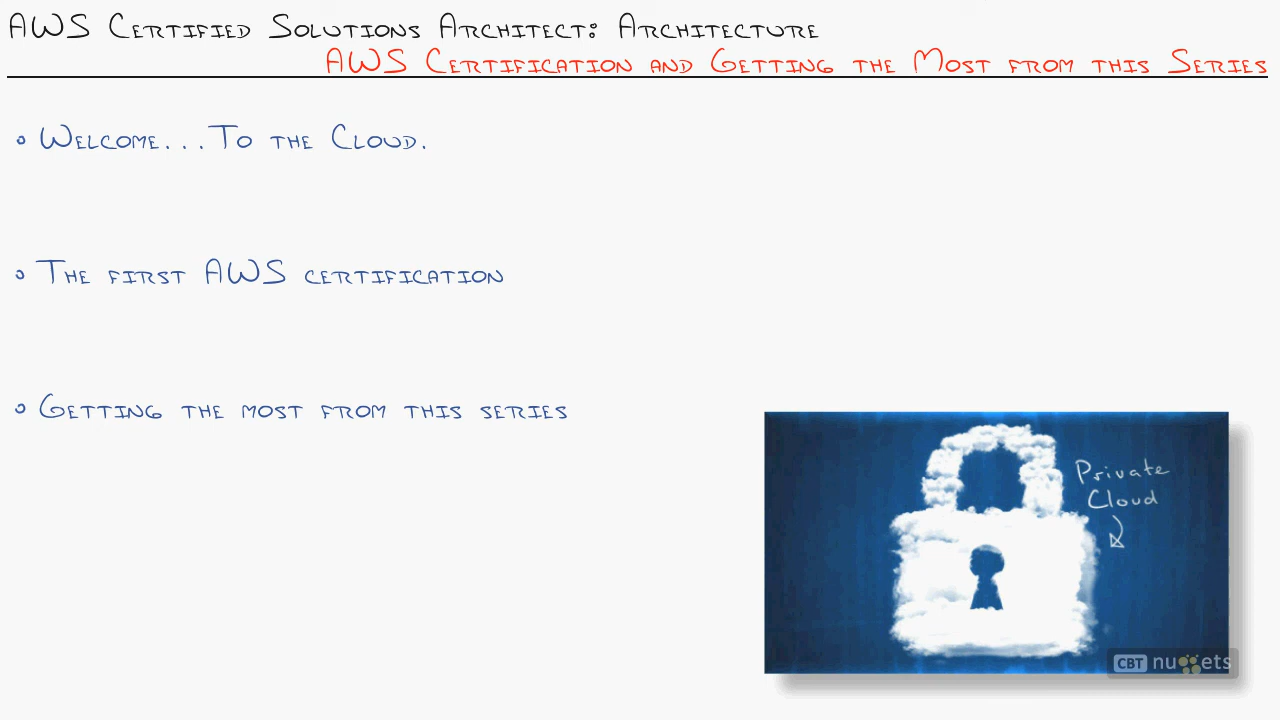 AWS Certified Solutions Architect: Architecture
AWS Certification and Getting the Most from this Series
Welcome...To the Cloud.
The first AWS certification
Getting the most from this series
Private
Cloud
CBT nuggets